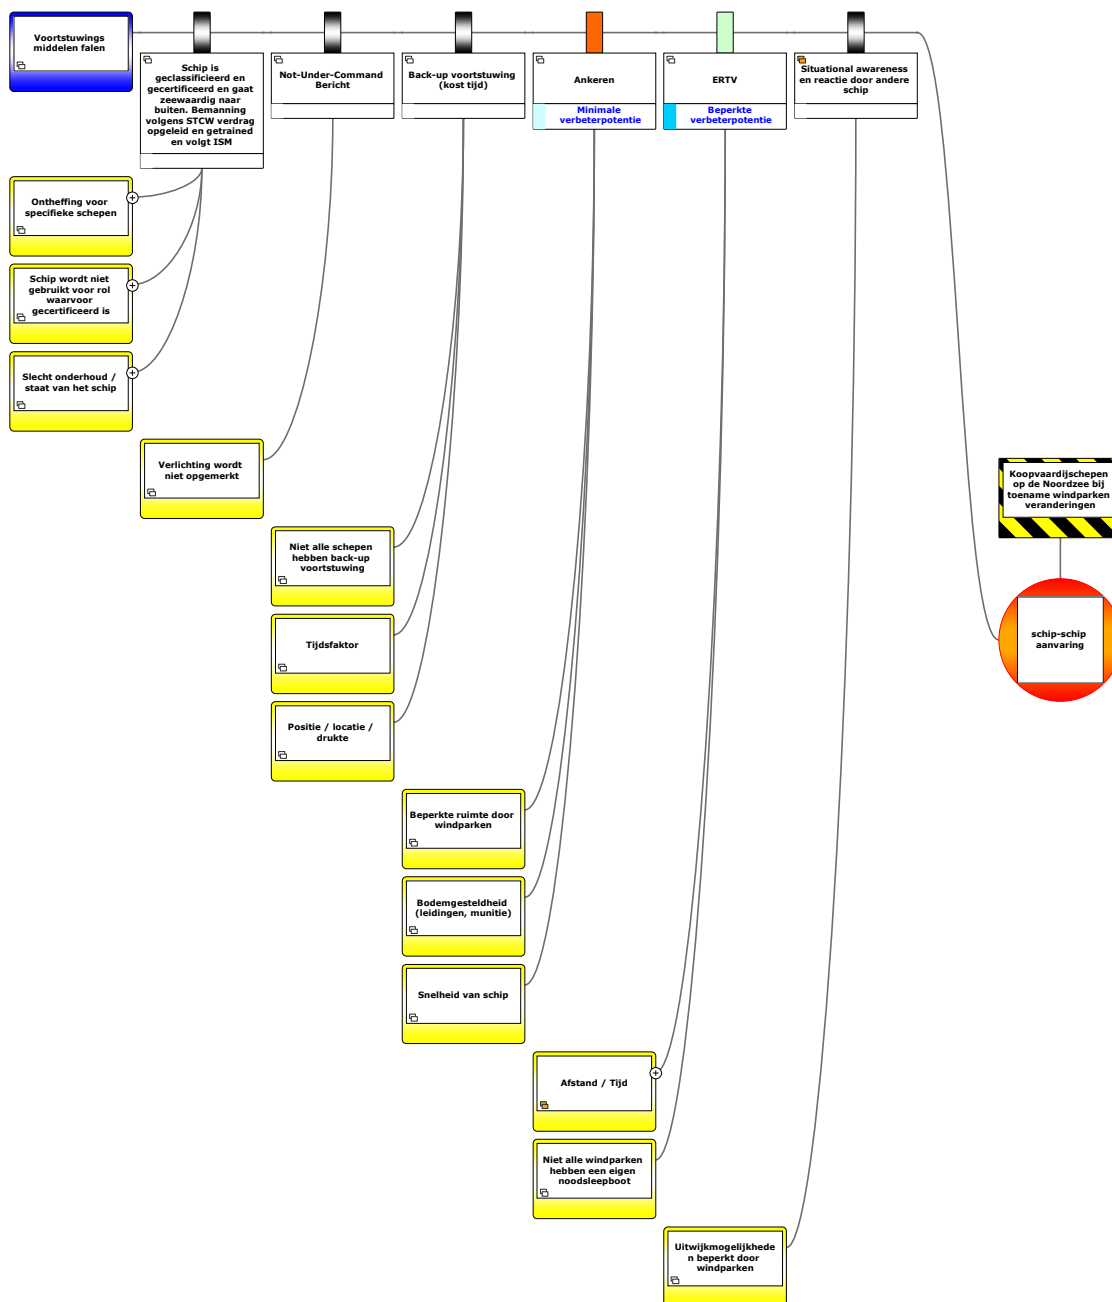 Voortstuwings
middelen falen
Schip is
geclassificieerd en
gecertificeerd en gaat
zeewaardig naar
buiten. Bemanning
volgens STCW verdrag
opgeleid en getrained
en volgt ISM
Not-Under-Command
Bericht
Back-up voortstuwing
(kost tijd)
Ankeren
Minimale
verbeterpotentie
ERTV
Beperkte
verbeterpotentie
Situational awareness
en reactie door andere
schip
Ontheffing voor
specifieke schepen
Schip wordt niet
gebruikt voor rol
waarvoor
gecertificeerd is
Slecht onderhoud /
staat van het schip
Verlichting wordt
niet opgemerkt
Niet alle schepen
hebben back-up
voortstuwing
Tijdsfaktor
Positie / locatie /
drukte
Beperkte ruimte door
windparken
Bodemgesteldheid
(leidingen, munitie)
Snelheid van schip
Afstand / Tijd
Niet alle windparken
hebben een eigen
noodsleepboot
Uitwijkmogelijkhede
n beperkt door
windparken
Koopvaardijschepen
op de Noordzee bij
toename windparken
veranderingen
schip-schip
aanvaring